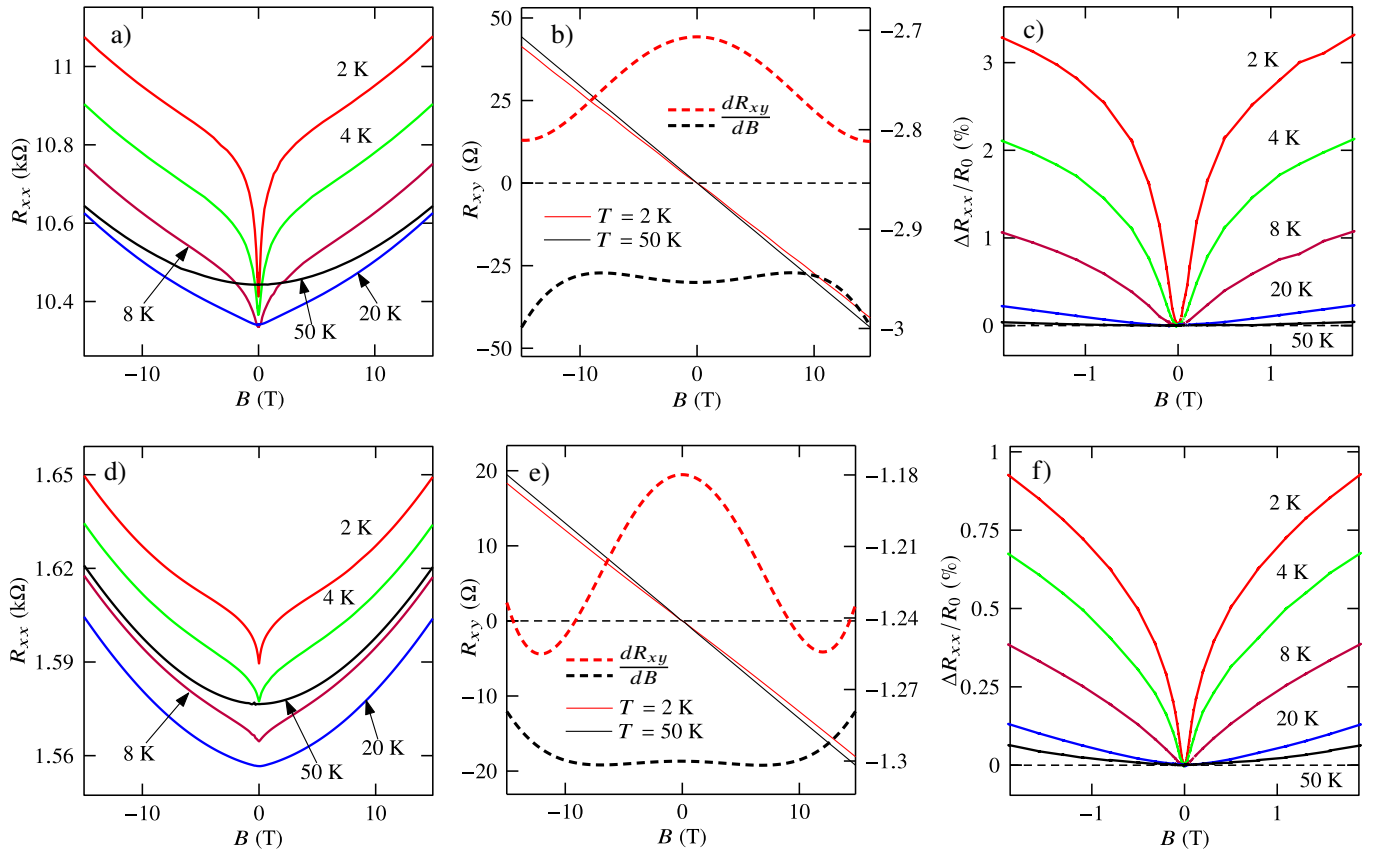 a)
11
10.8
10.6
10.4
R_xx (kΩ)
2 K
4 K
8 K
50 K
20 K
−10
0
10
B (T)
b)
50
25
0
−25
−50
R_xy (Ω)
dR_xy
dB
T = 2 K
T = 50 K
−2.7
−2.8
−2.9
−3
−10
0
10
B (T)
c)
3
2
1
0
ΔR_xx/R_0 (%)
2 K
4 K
8 K
20 K
50 K
−1
0
1
B (T)
d)
1.65
1.62
1.59
1.56
R_xx (kΩ)
2 K
4 K
8 K
50 K
20 K
−10
0
10
B (T)
e)
20
10
0
−10
−20
R_xy (Ω)
dR_xy
dB
T = 2 K
T = 50 K
−1.18
−1.21
−1.24
−1.27
−1.3
−10
0
10
B (T)
f)
1
0.75
0.5
0.25
0
ΔR_xx/R_0 (%)
2 K
4 K
8 K
20 K
50 K
−1
0
1
B (T)